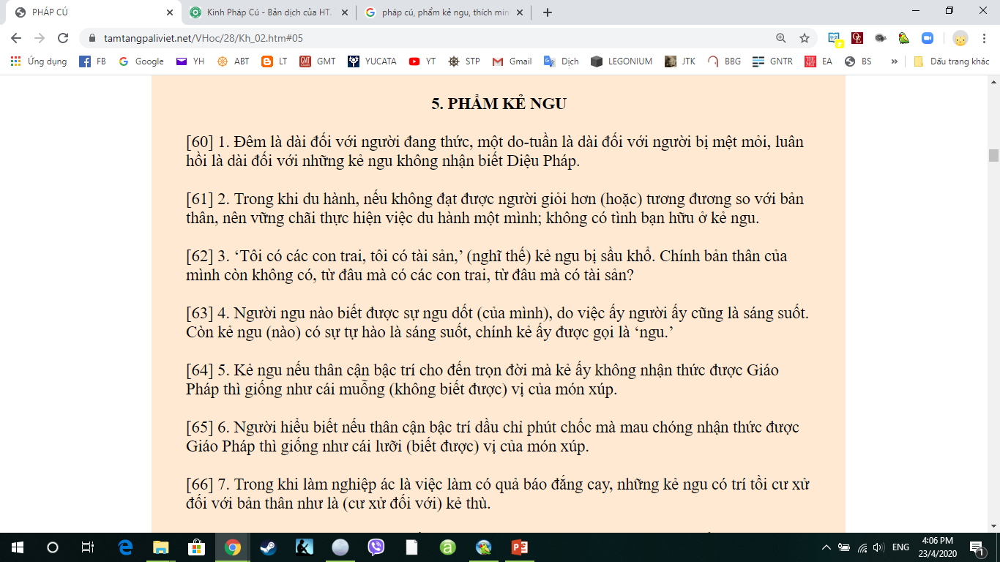 PHÁP CÚ
Kinh Pháp Cú - Bản dịch của HT.
pháp cú, phẩm kẻ ngu, thích min
tamtangpaliviet.net/VHoc/28/Kh_02.htm#05
Ứng dụng FB Google YH ABT LT GMT YUCATA YT STP Gmail Dịch LEGONIUM JTK BBG GNTR EA BS » Dấu trang khác
5. PHẨM KẺ NGU
[60] 1. Đêm là dài đối với người đang thức, một do-tuần là dài đối với người bị mệt mỏi, luân
hồi là dài đối với những kẻ ngu không nhận biết Diệu Pháp.
[61] 2. Trong khi du hành, nếu không đạt được người giỏi hơn (hoặc) tương đương so với bản
thân, nên vững chãi thực hiện việc du hành một mình; không có tình bạn hữu ở kẻ ngu.
[62] 3. ‘Tôi có các con trai, tôi có tài sản,’ (nghĩ thế) kẻ ngu bị sầu khổ. Chính bản thân của
mình còn không có, từ đâu mà có các con trai, từ đâu mà có tài sản?
[63] 4. Người ngu nào biết được sự ngu dốt (của mình), do việc ấy người ấy cũng là sáng suốt.
Còn kẻ ngu (nào) có sự tự hào là sáng suốt, chính kẻ ấy được gọi là ‘ngu.’
[64] 5. Kẻ ngu nếu thân cận bậc trí cho đến trọn đời mà kẻ ấy không nhận thức được Giáo
Pháp thì giống như cái muỗng (không biết được) vị của món xúp.
[65] 6. Người hiểu biết nếu thân cận bậc trí dầu chỉ phút chốc mà mau chóng nhận thức được
Giáo Pháp thì giống như cái lưỡi (biết được) vị của món xúp.
[66] 7. Trong khi làm nghiệp ác là việc làm có quả báo đắng cay, những kẻ ngu có trí tồi cư xử
đối với bản thân như là (cư xử đối với) kẻ thù.
ENG
4:06 PM
23/4/2020